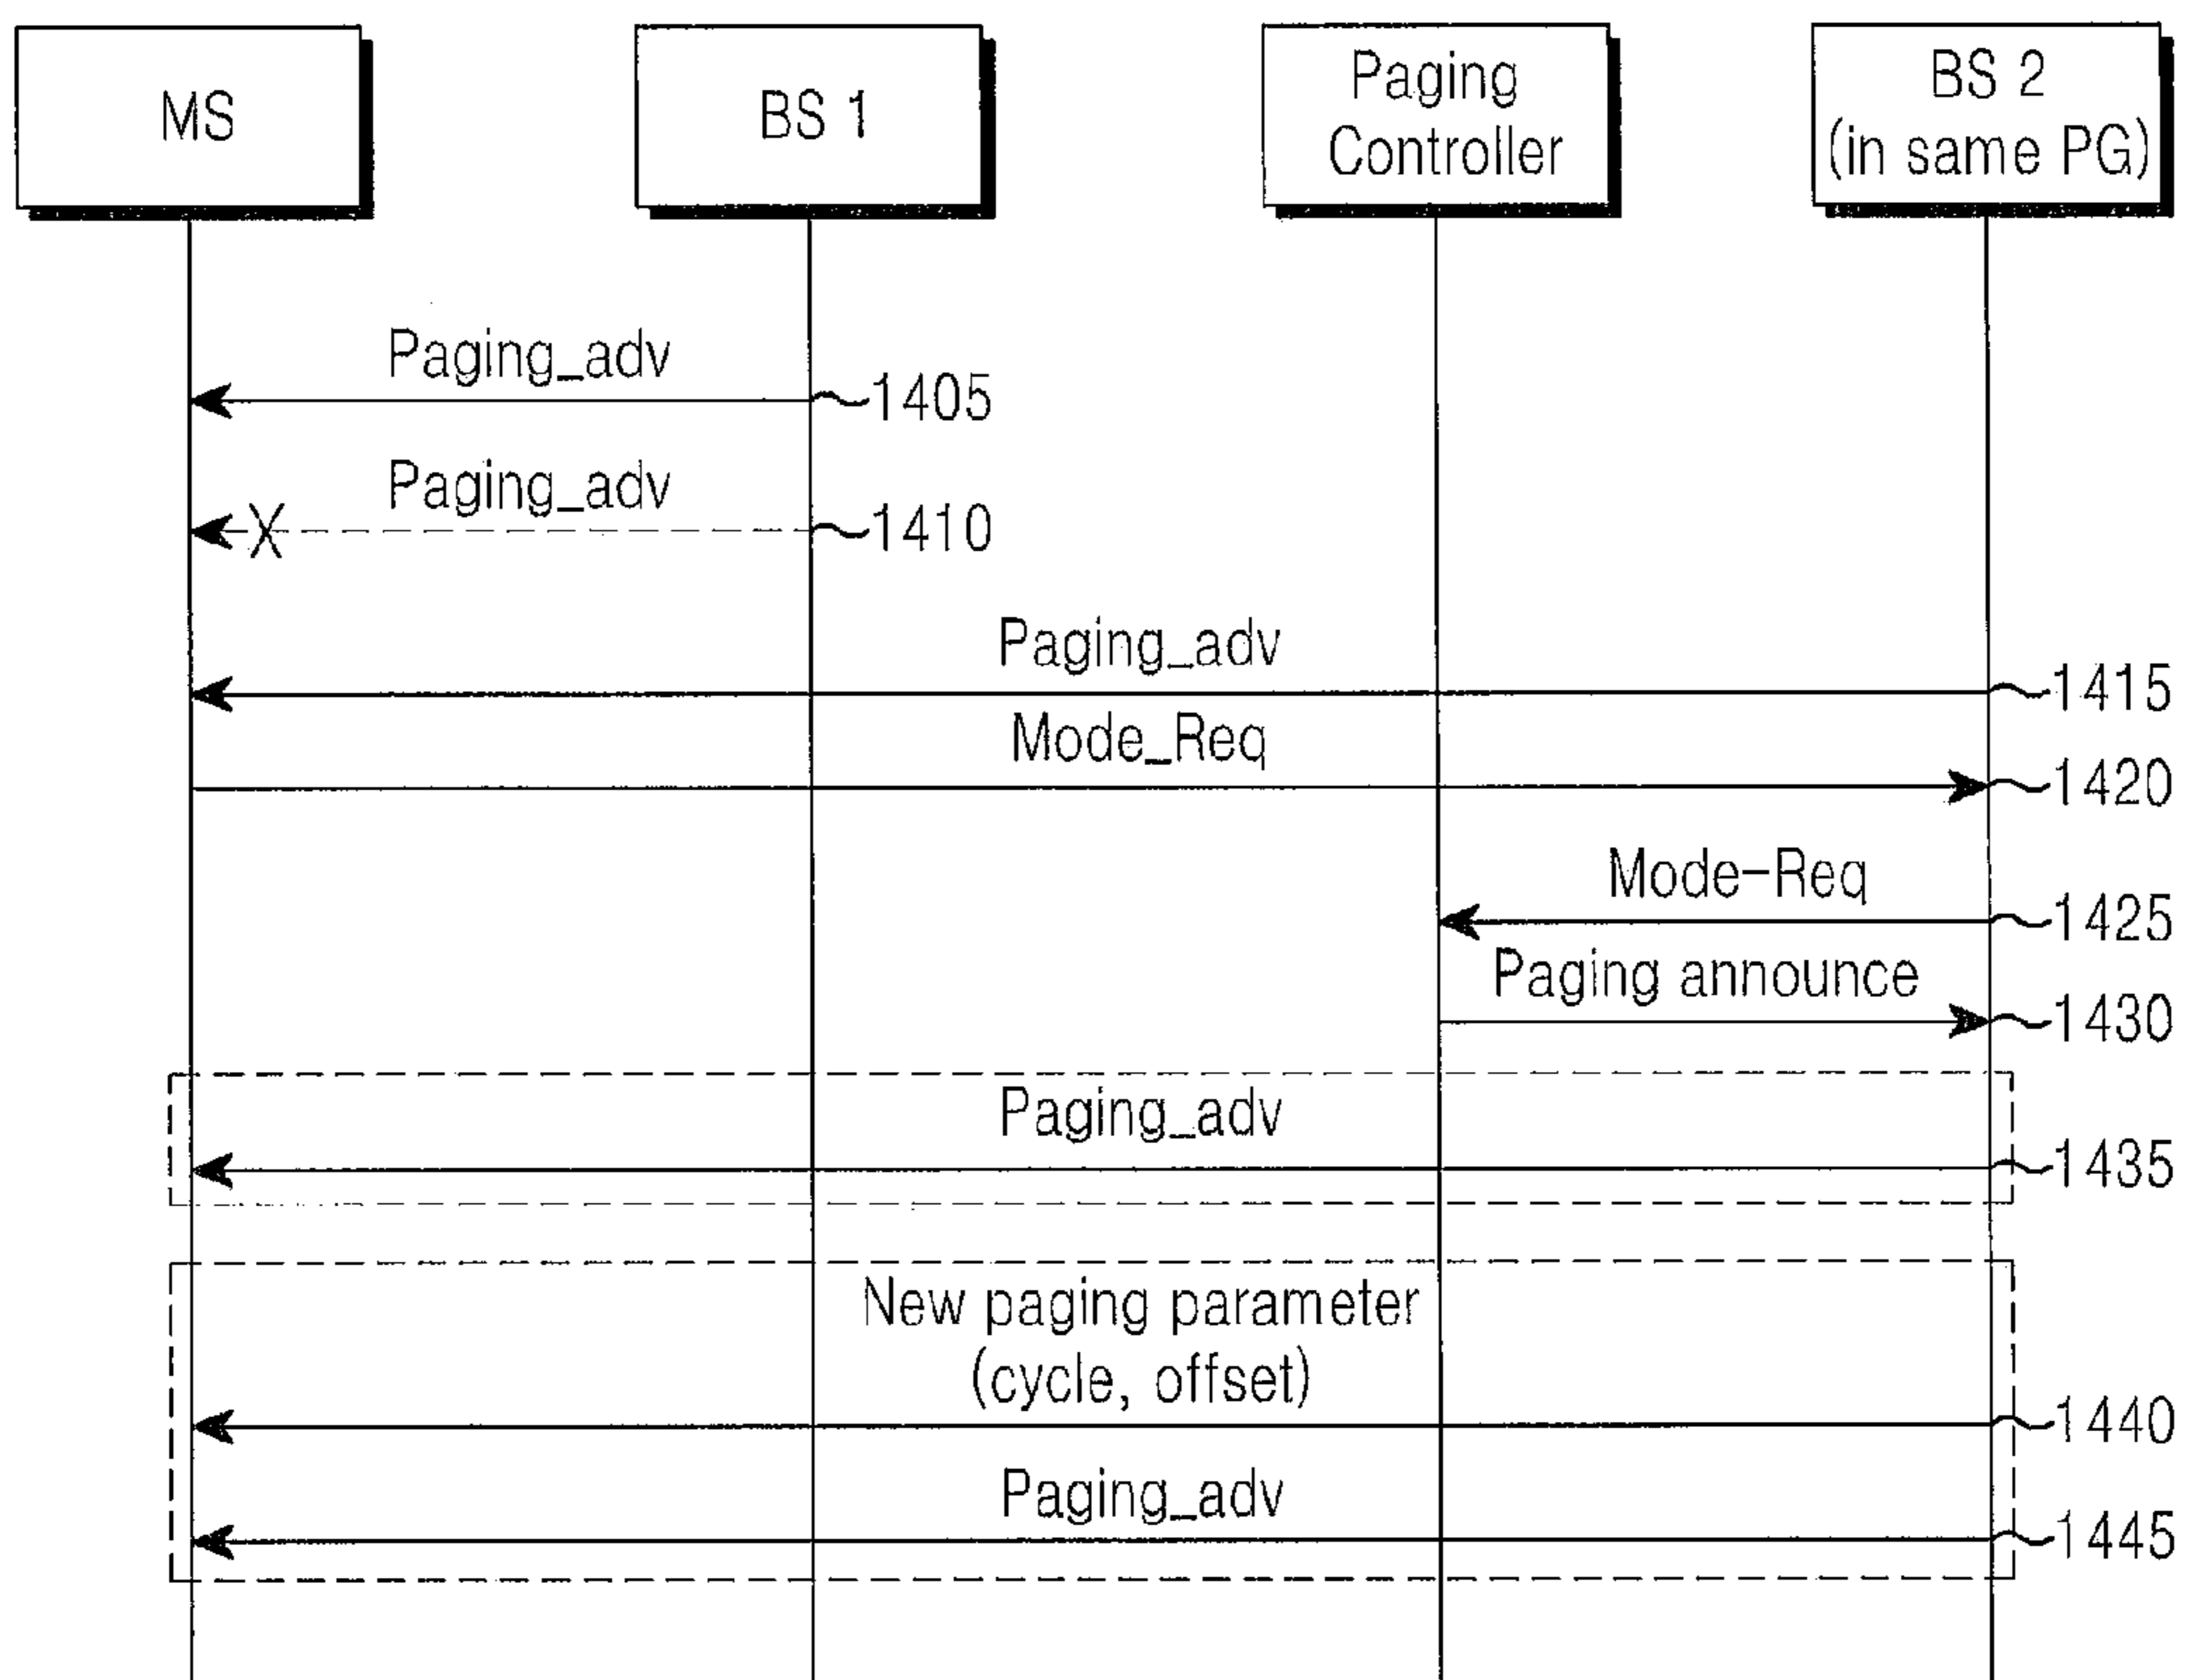 MS
BS 1
Paging
Controller
BS 2
(in same PG)
Paging_adv
1405
Paging_adv
X
1410
Paging_adv
1415
Mode_Req
1420
Mode-Req
1425
Paging announce
1430
Paging_adv
1435
New paging parameter
(cycle, offset)
1440
Paging_adv
1445